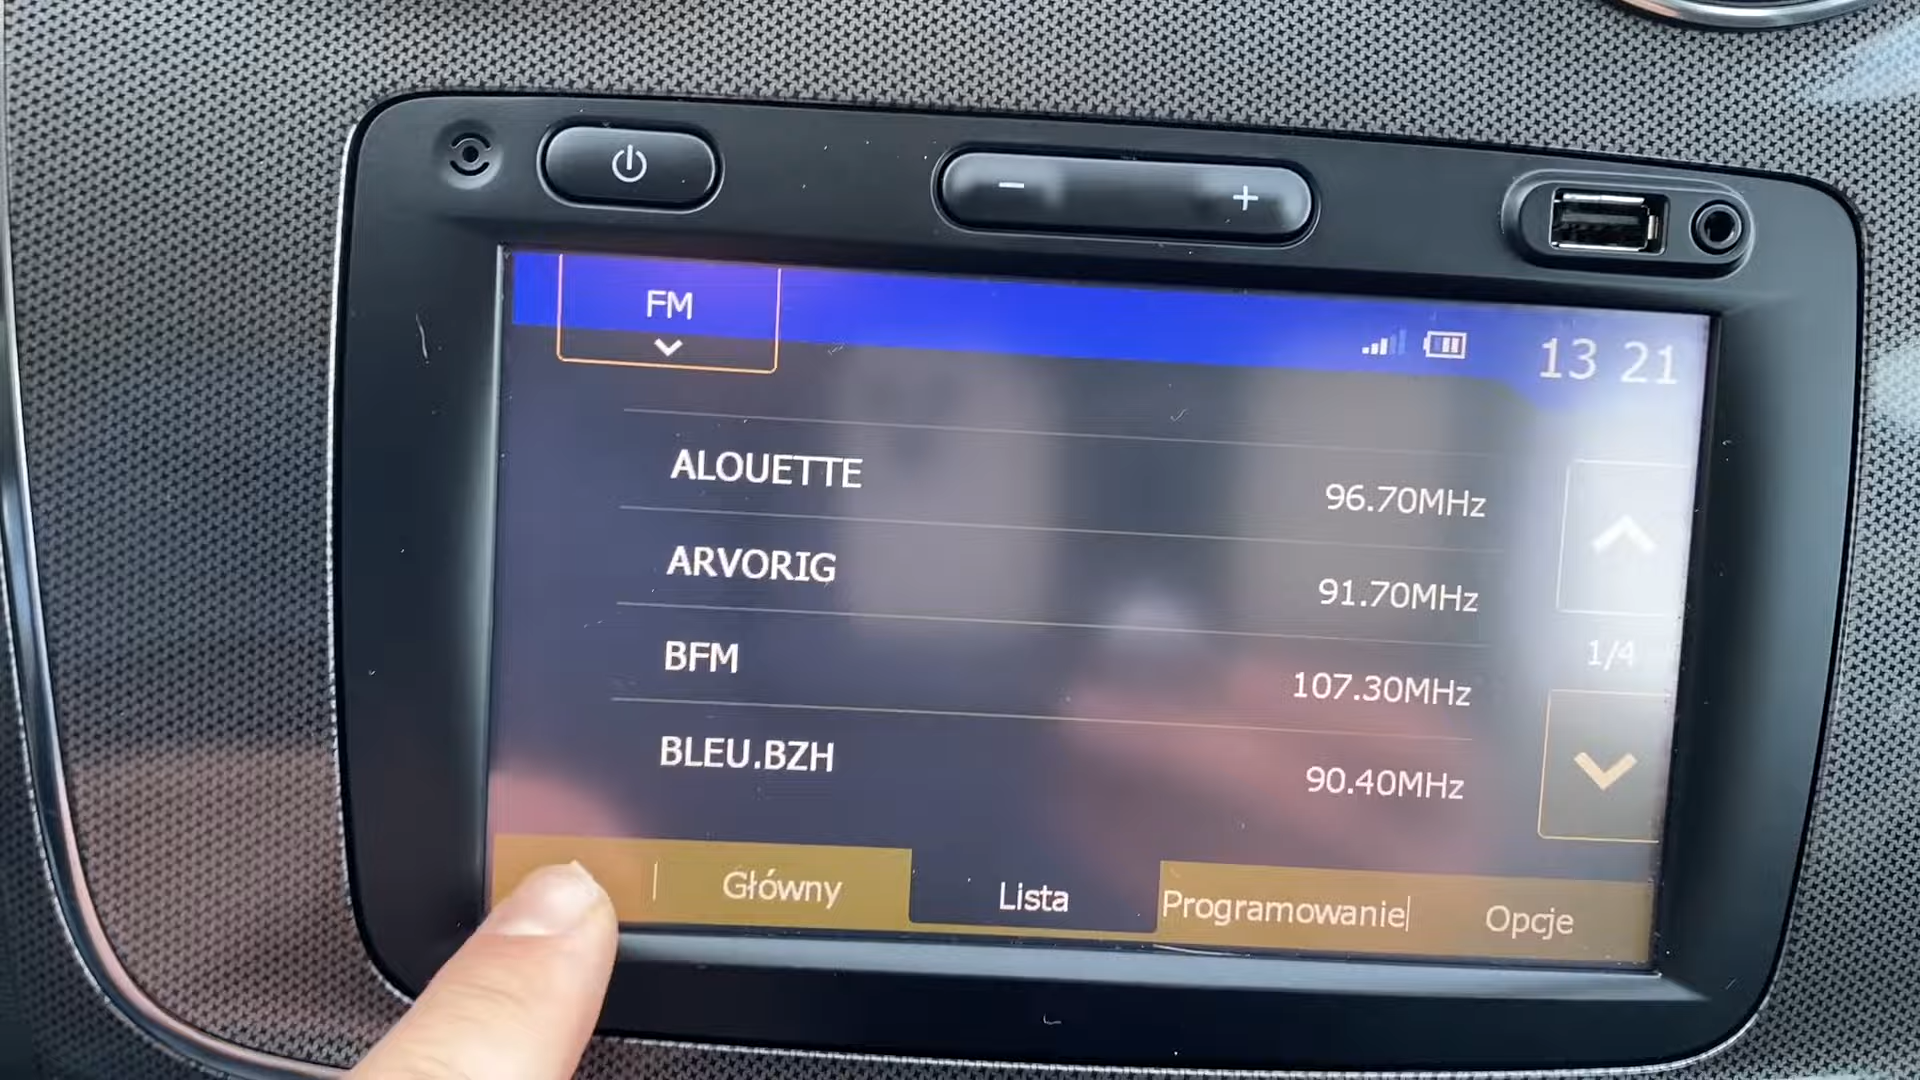 FM
13 21
ALOUETTE 96.70MHz
ARVORIG 91.70MHz
1/4
BFM 107.30MHz
BLEU.BZH 90.40MHz
Główny Lista Programowanie Opcje